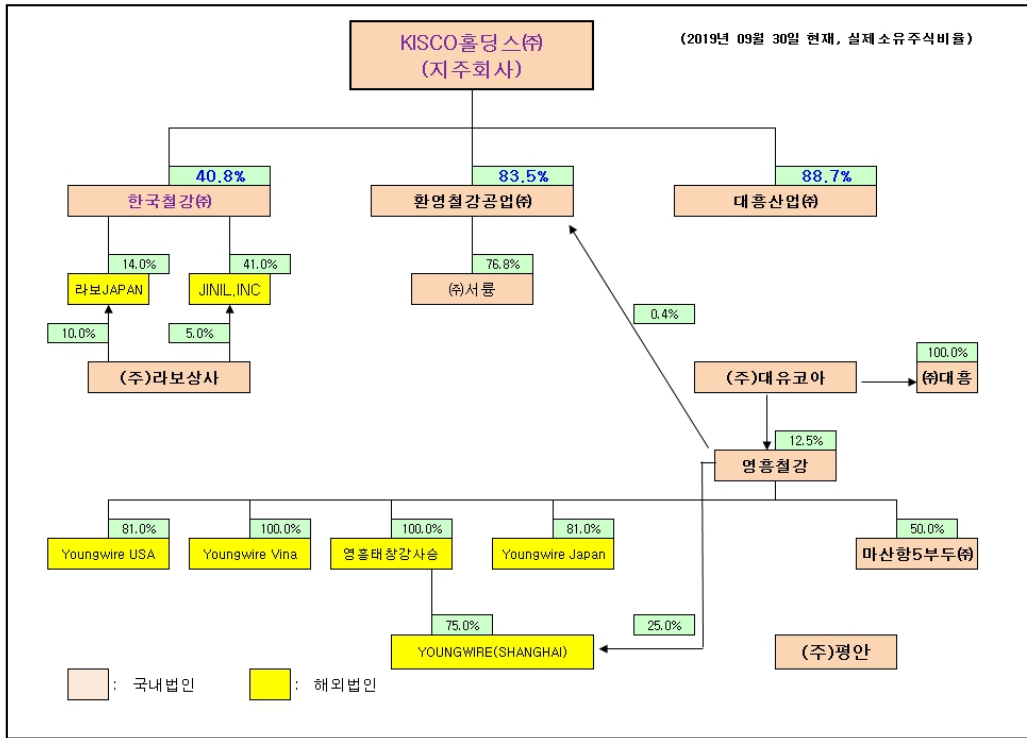 KISCO홀딩스㈜
(지주회사)
(2019년 09월 30일 현재, 실제소유주식비율)
40.8%
83.5%
88.7%
한국철강㈜
환영철강공업㈜
대흥산업㈜
14.0%
41.0%
76.8%
라보JAPAN
JINIL,INC
㈜서륭
10.0%
5.0%
0.4%
(주)라보상사
(주)대유코아
100.0%
㈜대흥
12.5%
영흥철강
81.0%
100.0%
100.0%
81.0%
50.0%
Youngwire USA
Youngwire Vina
영흥태창강사승
Youngwire Japan
마산항5부두㈜
75.0%
25.0%
YOUNGWIRE(SHANGHAI)
(주)평안
: 국내법인
: 해외법인